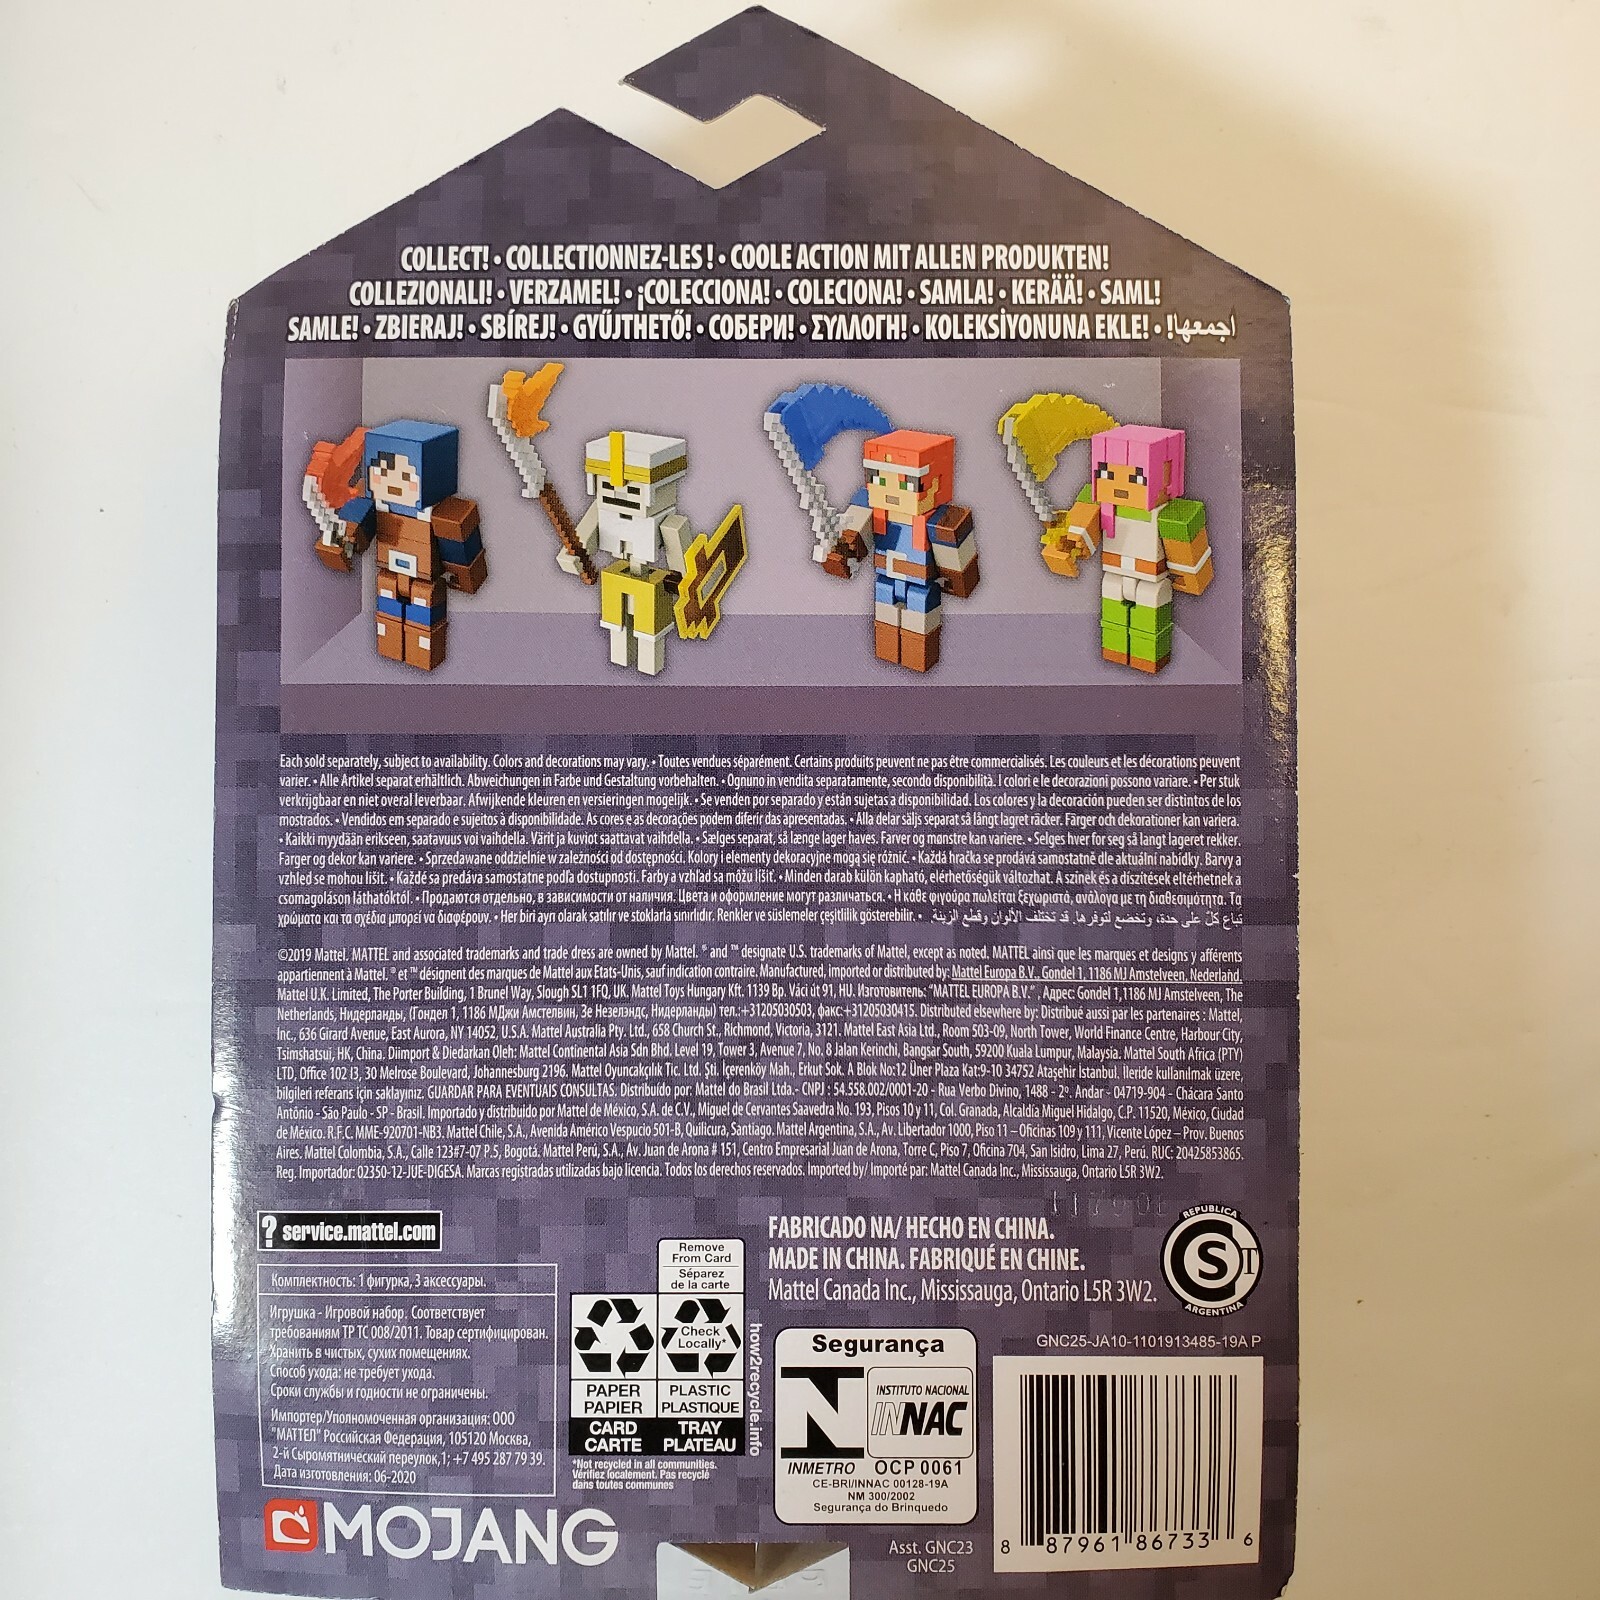 COLLECT! • COLLECTIONNEZ-LES ! • COOLE ACTION MIT ALLEN PRODUKTEN!
COLLEZIONALI! • VERZAMEL! • ¡COLECCIONA! • COLECIONA! • SAMLA! • KERÄÄ! • SAML!
SAMLE! • ZBIERAJ! • SBÍREJ! • GYŰJTHETŐ! • СОБЕРИ! • ΣΥΛΛΟΓΗ! • KOLEKSİYONUNA EKLE! • اجمعها!
Each sold separately, subject to availability. Colors and decorations may vary. • Toutes vendues séparément. Certains produits peuvent ne pas être commercialisés. Les couleurs et les décorations peuvent
varier. • Alle Artikel separat erhältlich. Abweichungen in Farbe und Gestaltung vorbehalten. • Ognuno in vendita separatamente, secondo disponibilità. I colori e le decorazioni possono variare. • Per stuk
verkrijgbaar en niet overal leverbaar. Afwijkende kleuren en versieringen mogelijk. • Se venden por separado y están sujetas a disponibilidad. Los colores y la decoración pueden ser distintos de los
mostrados. • Vendidos em separado e sujeitos à disponibilidade. As cores e as decorações podem diferir das apresentadas. • Alla delar säljs separat så långt lagret räcker. Färger och dekorationer kan variera.
• Kaikki myydään erikseen, saatavuus voi vaihdella. Värit ja kuviot saattavat vaihdella. • Sælges separat, så længe lager haves. Farver og mønstre kan variere. • Selges hver for seg så langt lageret rekker.
Farger og dekor kan variere. • Sprzedawane oddzielnie w zależności od dostępności. Kolory i elementy dekoracyjne mogą się różnić. • Každá hračka se prodává samostatně dle aktuální nabídky. Barvy a
vzhled se mohou lišit. • Každé sa predáva samostatne podľa dostupnosti. Farby a vzhľad sa môžu líšiť. • Minden darab külön kapható, elérhetőségük változhat. A színek és a díszítések eltérhetnek a
csomagoláson láthatóktól. • Продаются отдельно, в зависимости от наличия. Цвета и оформление могут различаться. • Η κάθε φιγούρα πωλείται ξεχωριστά, ανάλογα με τη διαθεσιμότητα. Τα
χρώματα και τα σχέδια μπορεί να διαφέρουν. • Her biri ayrı olarak satılır ve stoklarla sınırlıdır. Renkler ve süslemeler çeşitlilik gösterebilir. • تباع كلّ على حدة، وتخضع لتوفرها. قد تختلف الألوان وقطع الزينة.
©2019 Mattel. MATTEL and associated trademarks and trade dress are owned by Mattel. ® and ™ designate U.S. trademarks of Mattel, except as noted. MATTEL ainsi que les marques et designs y afférents
appartiennent à Mattel. ® et ™ désignent des marques de Mattel aux Etats-Unis, sauf indication contraire. Manufactured, imported or distributed by: Mattel Europa B.V., Gondel 1, 1186 MJ Amstelveen, Nederland.
Mattel U.K. Limited, The Porter Building, 1 Brunel Way, Slough SL1 1FQ, UK. Mattel Toys Hungary Kft. 1139 Bp. Váci út 91, HU. Изготовитель: "MATTEL EUROPA B.V." , Адрес: Gondel 1,1186 MJ Amstelveen, The
Netherlands, Нидерланды, (Гондел 1, 1186 МДжи Амстелвин, Зе Незелэндс, Нидерланды) тел.:+31205030503, факс:+31205030415. Distributed elsewhere by: Distribué aussi par les partenaires : Mattel,
Inc., 636 Girard Avenue, East Aurora, NY 14052, U.S.A. Mattel Australia Pty. Ltd., 658 Church St., Richmond, Victoria, 3121. Mattel East Asia Ltd., Room 503-09, North Tower, World Finance Centre, Harbour City,
Tsimshatsui, HK, China. Diimport & Diedarkan Oleh: Mattel Continental Asia Sdn Bhd. Level 19, Tower 3, Avenue 7, No. 8 Jalan Kerinchi, Bangsar South, 59200 Kuala Lumpur, Malaysia. Mattel South Africa (PTY)
LTD, Office 102 I3, 30 Melrose Boulevard, Johannesburg 2196. Mattel Oyuncakçılık Tic. Ltd. Şti. İçerenköy Mah., Erkut Sok. A Blok No:12 Üner Plaza Kat:9-10 34752 Ataşehir İstanbul. İleride kullanılmak üzere,
bilgileri referans için saklayınız. GUARDAR PARA EVENTUAIS CONSULTAS. Distribuído por: Mattel do Brasil Ltda.- CNPJ : 54.558.002/0001-20 - Rua Verbo Divino, 1488 - 2º. Andar - 04719-904 - Chácara Santo
Antônio - São Paulo - SP - Brasil. Importado y distribuido por Mattel de México, S.A. de C.V., Miguel de Cervantes Saavedra No. 193, Pisos 10 y 11, Col. Granada, Alcaldía Miguel Hidalgo, C.P. 11520, México, Ciudad
de México. R.F.C. MME-920701-NB3. Mattel Chile, S.A., Avenida Américo Vespucio 501-B, Quilicura, Santiago. Mattel Argentina, S.A., Av. Libertador 1000, Piso 11 – Oficinas 109 y 111, Vicente López – Prov. Buenos
Aires. Mattel Colombia, S.A., Calle 123#7-07 P.5, Bogotá. Mattel Perú, S.A., Av. Juan de Arona # 151, Centro Empresarial Juan de Arona, Torre C, Piso 7, Oficina 704, San Isidro, Lima 27, Perú. RUC: 20425853865.
Reg. Importador: 02350-12-JUE-DIGESA. Marcas registradas utilizadas bajo licencia. Todos los derechos reservados. Imported by/ Importé par: Mattel Canada Inc., Mississauga, Ontario L5R 3W2.
? service.mattel.com
FABRICADO NA/ HECHO EN CHINA.
MADE IN CHINA. FABRIQUÉ EN CHINE.
Mattel Canada Inc., Mississauga, Ontario L5R 3W2.
REPUBLICA
S T
ARGENTINA
Комплектность: 1 фигурка, 3 аксессуары.
Игрушка - Игровой набор. Соответствует
требованиям ТР ТС 008/2011. Товар сертифицирован.
Хранить в чистых, сухих помещениях.
Способ ухода: не требует ухода.
Сроки службы и годности не ограничены.
Импортер/Уполномоченная организация: ООО
"МАТТЕЛ" Российская Федерация, 105120 Москва,
2-й Сыромятнический переулок,1; +7 495 287 79 39.
Дата изготовления: 06-2020
Remove
From Card
Séparez
de la carte
Check
Locally*
PAPER
PAPIER
PLASTIC
PLASTIQUE
CARD
CARTE
TRAY
PLATEAU
how2recycle.info
*Not recycled in all communities.
Vérifiez localement. Pas recyclé
dans toutes communes
Segurança
INSTITUTO NACIONAL
INNAC
INMETRO OCP 0061
CE-BRI/INNAC 00128-19A
NM 300/2002
Segurança do Brinquedo
GNC25-JA10-1101913485-19A P
8 87961 86733 6
Asst. GNC23
GNC25
MOJANG